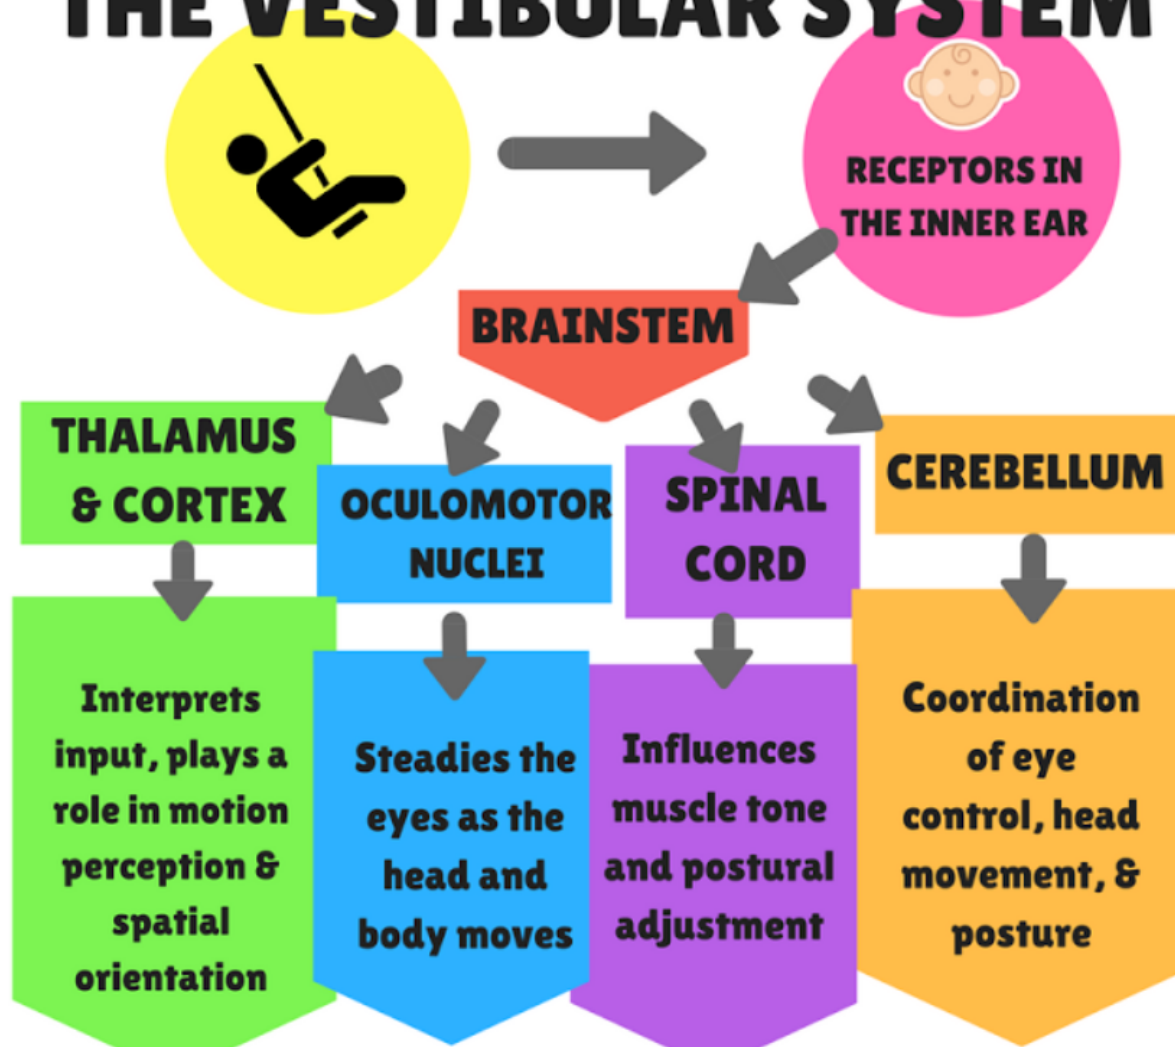 THE VESTIBULAR SYSTEM
RECEPTORS IN
THE INNER EAR
BRAINSTEM
THALAMUS
& CORTEX
OCULOMOTOR
NUCLEI
SPINAL
CORD
CEREBELLUM
Interprets
input, plays a
role in motion
perception &
spatial
orientation
Steadies the
eyes as the
head and
body moves
Influences
muscle tone
and postural
adjustment
Coordination
of eye
control, head
movement, &
posture